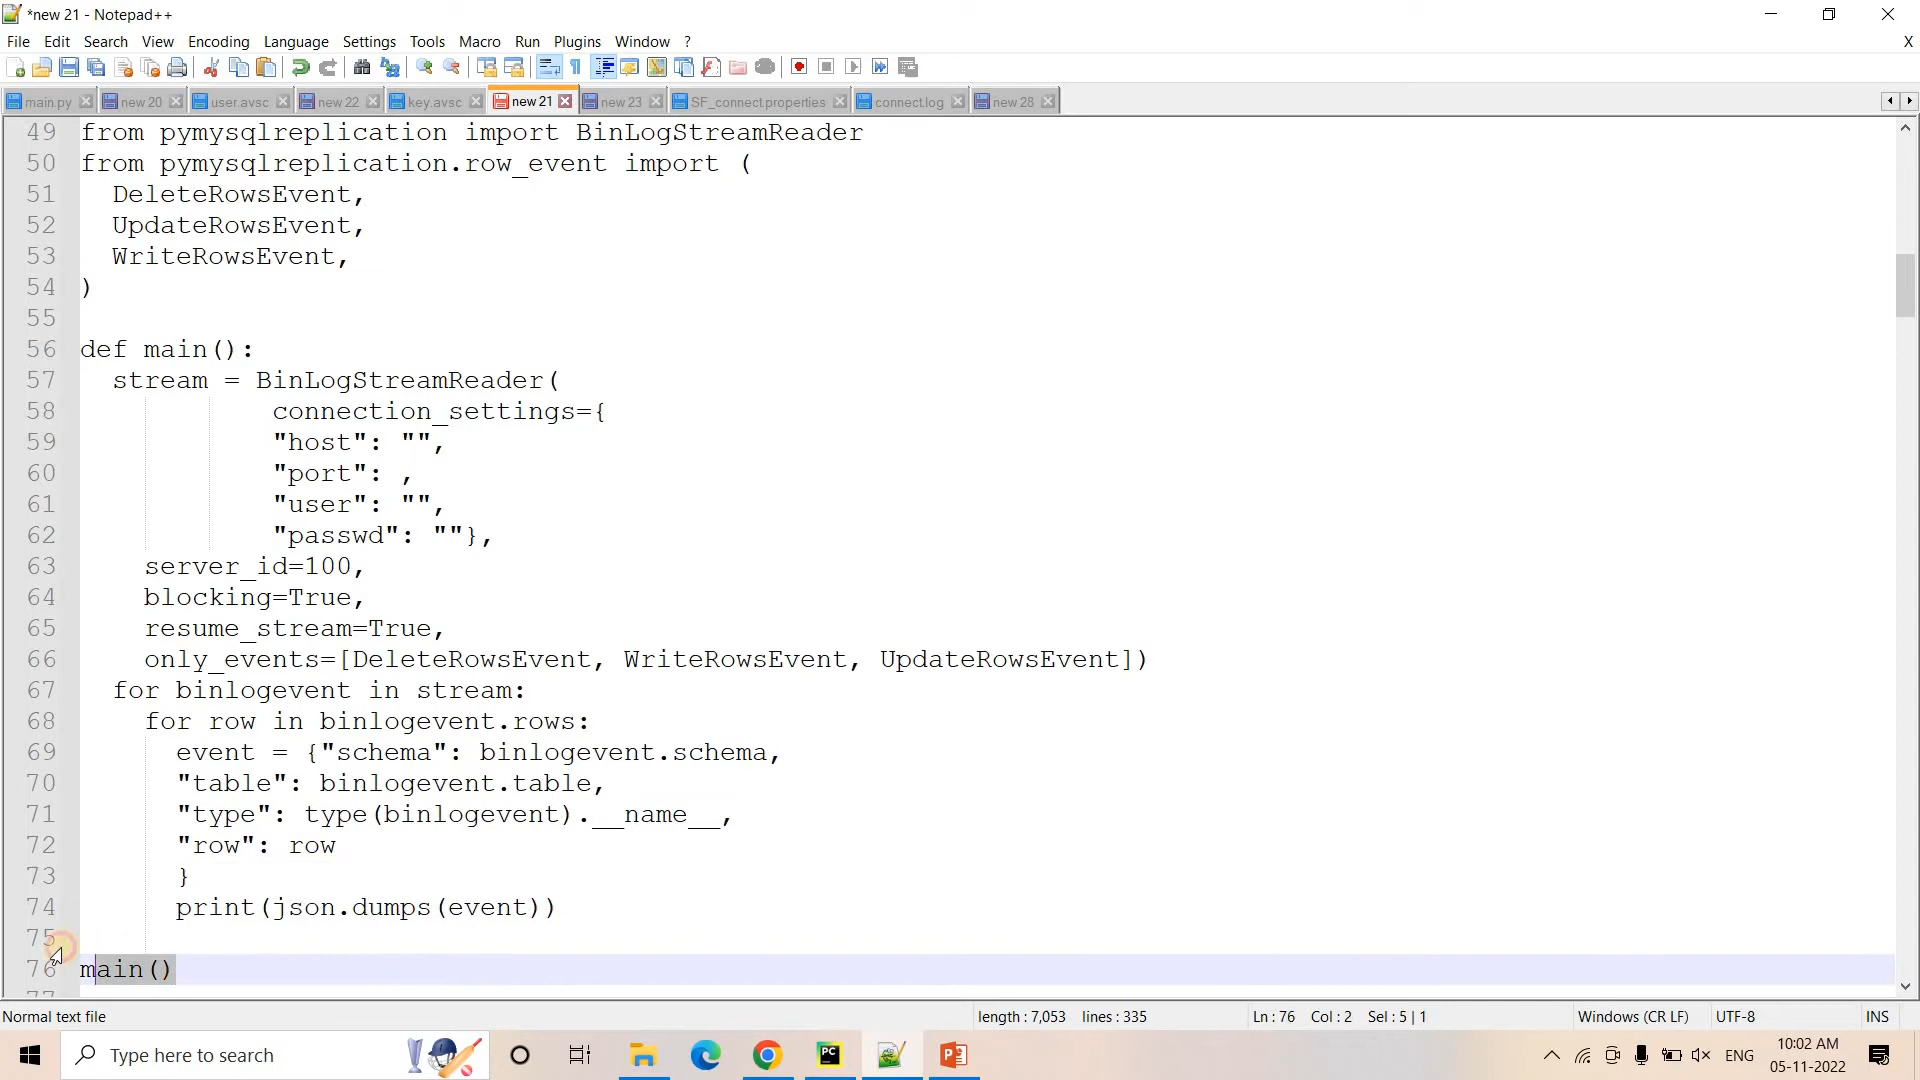 *new 21 - Notepad++
File Edit Search View Encoding Language Settings Tools Macro Run Plugins Window ? X
main.py new 20 user.avsc new 22 key.avsc new 21 new 23 SF_connect.properties connect.log new 28
49 from pymysqlreplication import BinLogStreamReader
50 from pymysqlreplication.row_event import (
51 DeleteRowsEvent,
52 UpdateRowsEvent,
53 WriteRowsEvent,
54 )
55
56 def main():
57 stream = BinLogStreamReader(
58 connection_settings={
59 "host": "",
60 "port": ,
61 "user": "",
62 "passwd": ""},
63 server_id=100,
64 blocking=True,
65 resume_stream=True,
66 only_events=[DeleteRowsEvent, WriteRowsEvent, UpdateRowsEvent])
67 for binlogevent in stream:
68 for row in binlogevent.rows:
69 event = {"schema": binlogevent.schema,
70 "table": binlogevent.table,
71 "type": type(binlogevent).__name__,
72 "row": row
73 }
74 print(json.dumps(event))
75
76 main()
Normal text file length : 7,053 lines : 335 Ln : 76 Col : 2 Sel : 5 | 1 Windows (CR LF) UTF-8 INS
Type here to search PC ENG 10:02 AM
05-11-2022